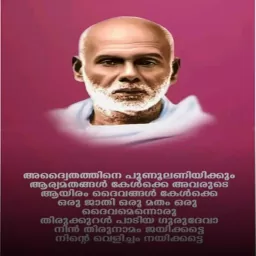 അദ്വൈതത്തിനെ പൂണൂലണിയിക്കും
ആര്യമതങ്ങൾ കേൾക്കെ അവരുടെ
ആയിരം ദൈവങ്ങൾ കേൾക്കെ
ഒരു ജാതി ഒരു മതം ഒരു
ദൈവമെന്നൊരു
തിരുക്കുറൾ പാടിയ ഗുരുദേവാ
നിൻ തിരുനാമം ജയിക്കട്ടെ
നിന്റെ വെളിച്ചം നയിക്കട്ടെ